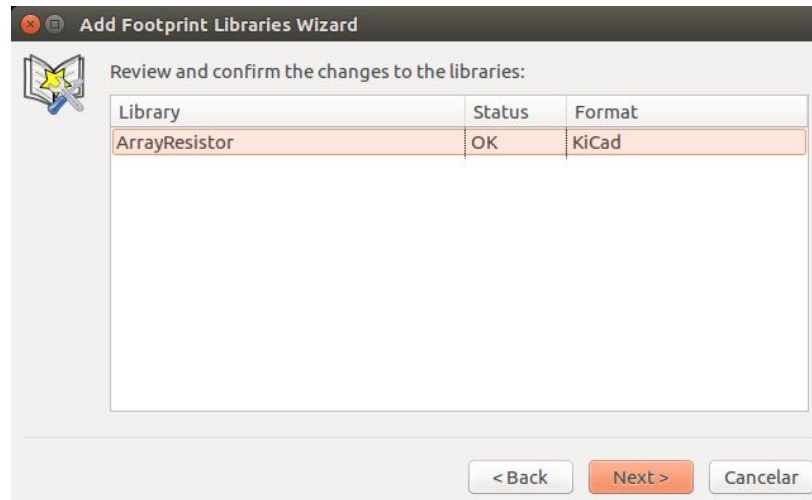 Add Footprint Libraries Wizard
Review and confirm the changes to the libraries:
Library Status Format
ArrayResistor OK KiCad
< Back Next > Cancelar